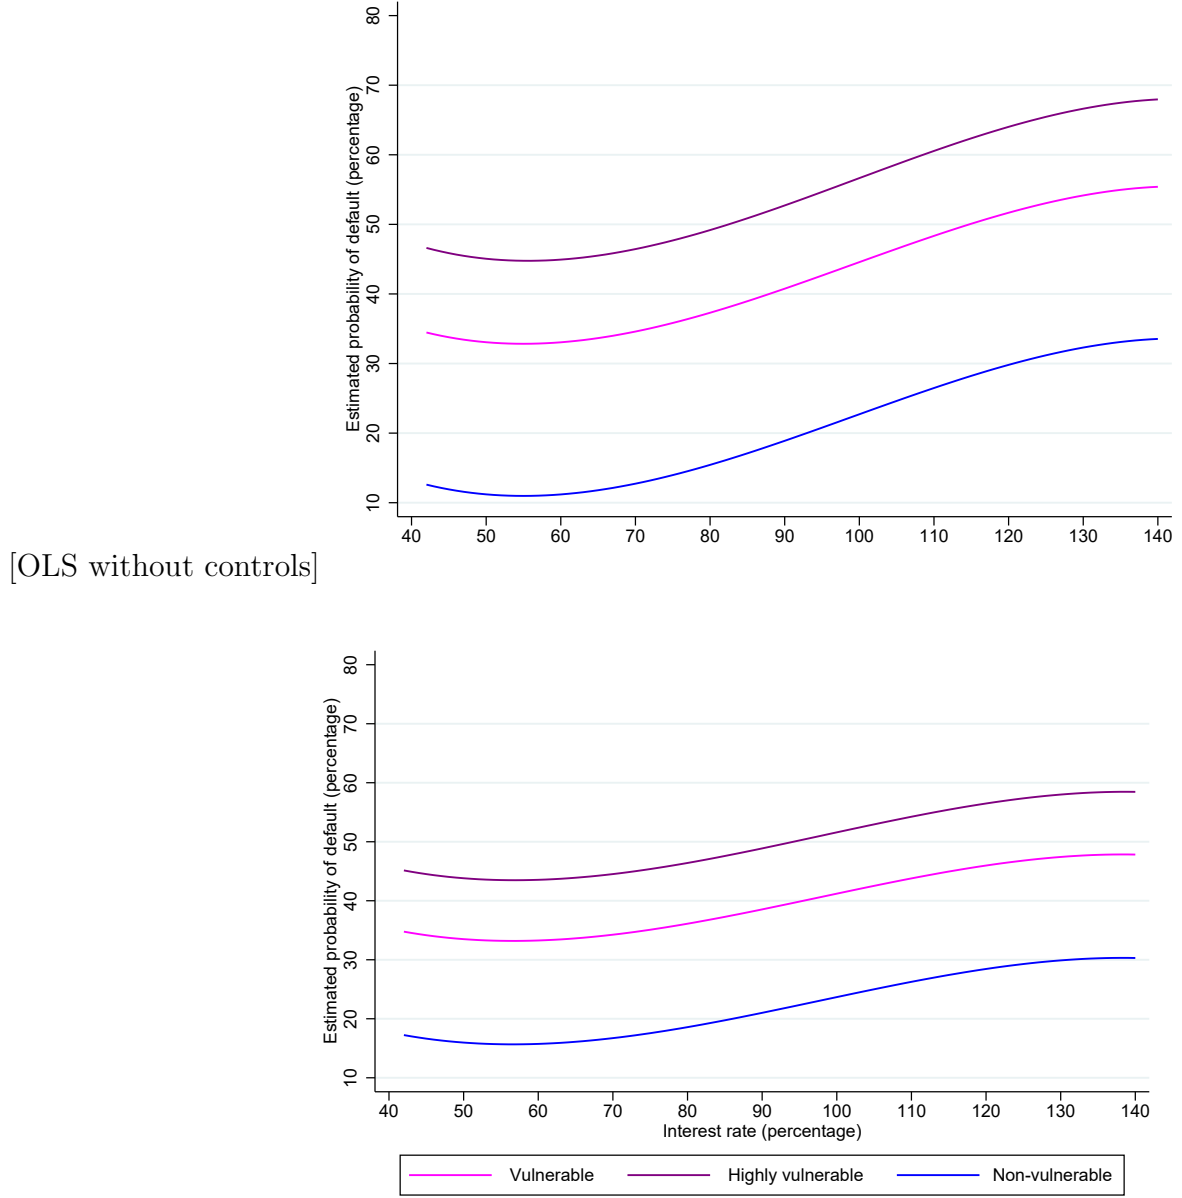 Estimated probability of default (percentage)
80
70
60
50
40
30
20
10
40 50 60 70 80 90 100 110 120 130 140
[OLS without controls]
Estimated probability of default (percentage)
80
70
60
50
40
30
20
10
40 50 60 70 80 90 100 110 120 130 140
Interest rate (percentage)
Vulnerable Highly vulnerable Non-vulnerable